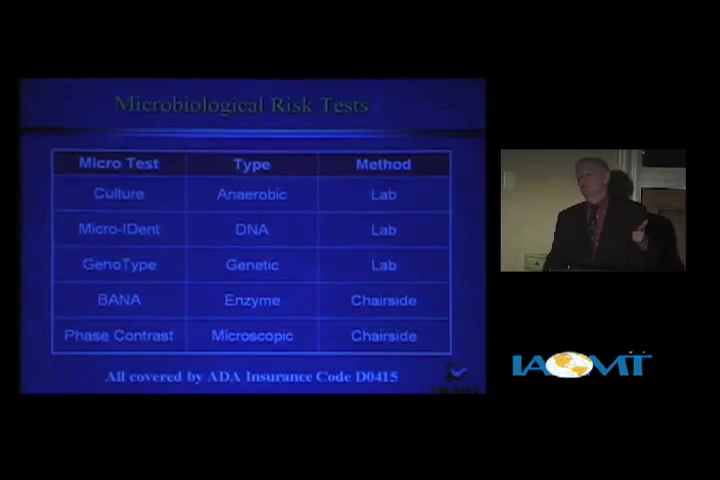 Microbiological Risk Tests
Micro Test Type Method
Culture Anaerobic Lab
Micro-IDent DNA Lab
GenoType Genetic Lab
BANA Enzyme Chairside
Phase Contrast Microscopic Chairside
All covered by ADA Insurance Code D0415
IAOMT